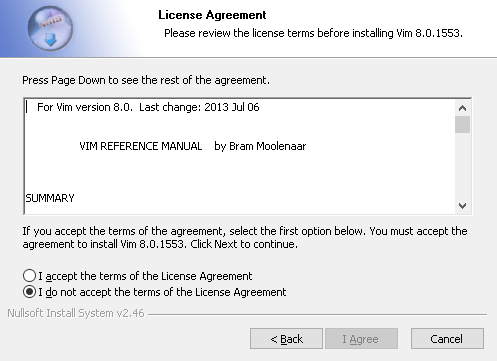 License Agreement
Please review the license terms before installing Vim 8.0.1553.
Press Page Down to see the rest of the agreement.
For Vim version 8.0.  Last change: 2013 Jul 06
VIM REFERENCE MANUAL    by Bram Moolenaar
SUMMARY
If you accept the terms of the agreement, select the first option below. You must accept the
agreement to install Vim 8.0.1553. Click Next to continue.
I accept the terms of the License Agreement
I do not accept the terms of the License Agreement
Nullsoft Install System v2.46
< Back
I Agree
Cancel